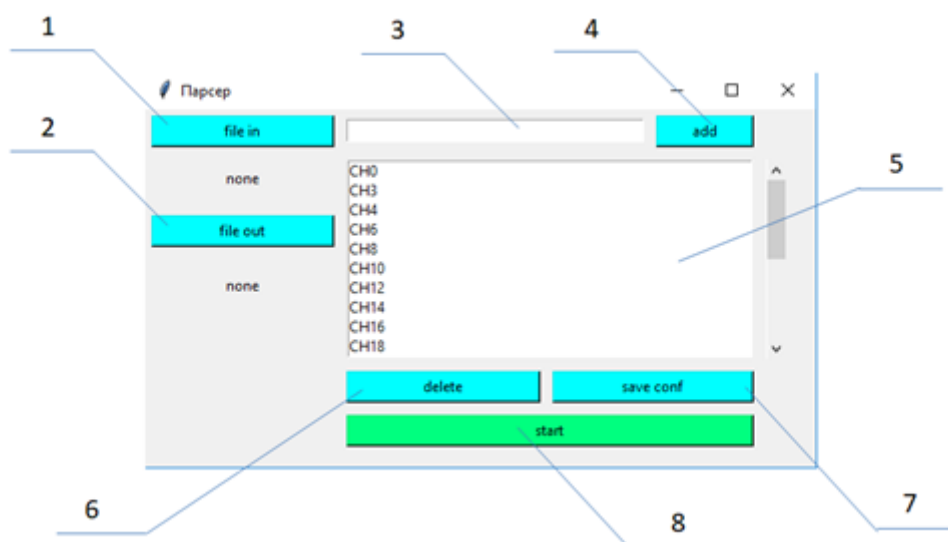 1
3
4
Парсер
2
file in
add
none
5
CH0
CH3
CH4
CH6
CH8
CH10
CH12
CH14
CH16
CH18
file out
none
delete
save conf
start
6
8
7